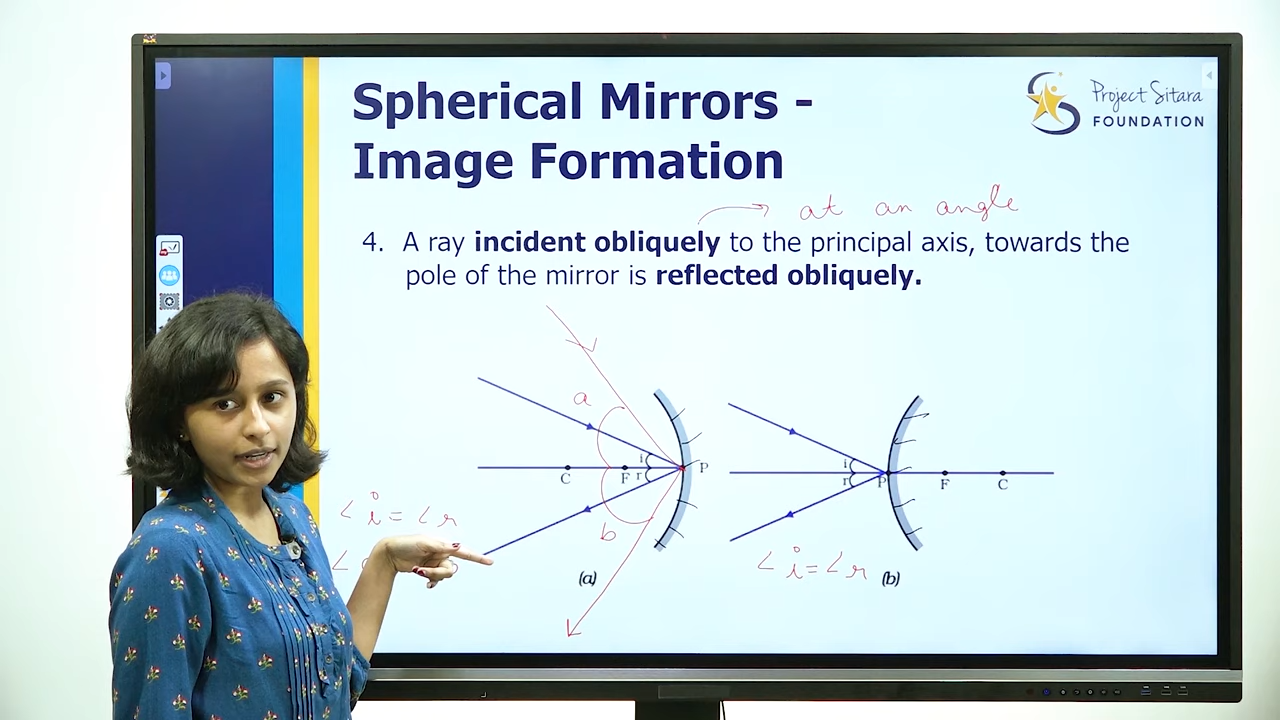 Spherical Mirrors -
Image Formation
Project Sitara
FOUNDATION
at an angle
4. A ray incident obliquely to the principal axis, towards the
pole of the mirror is reflected obliquely.
a
i
C F r P
b
∠i = ∠r
∠
(a)
i
r P F C
∠i = ∠r
(b)